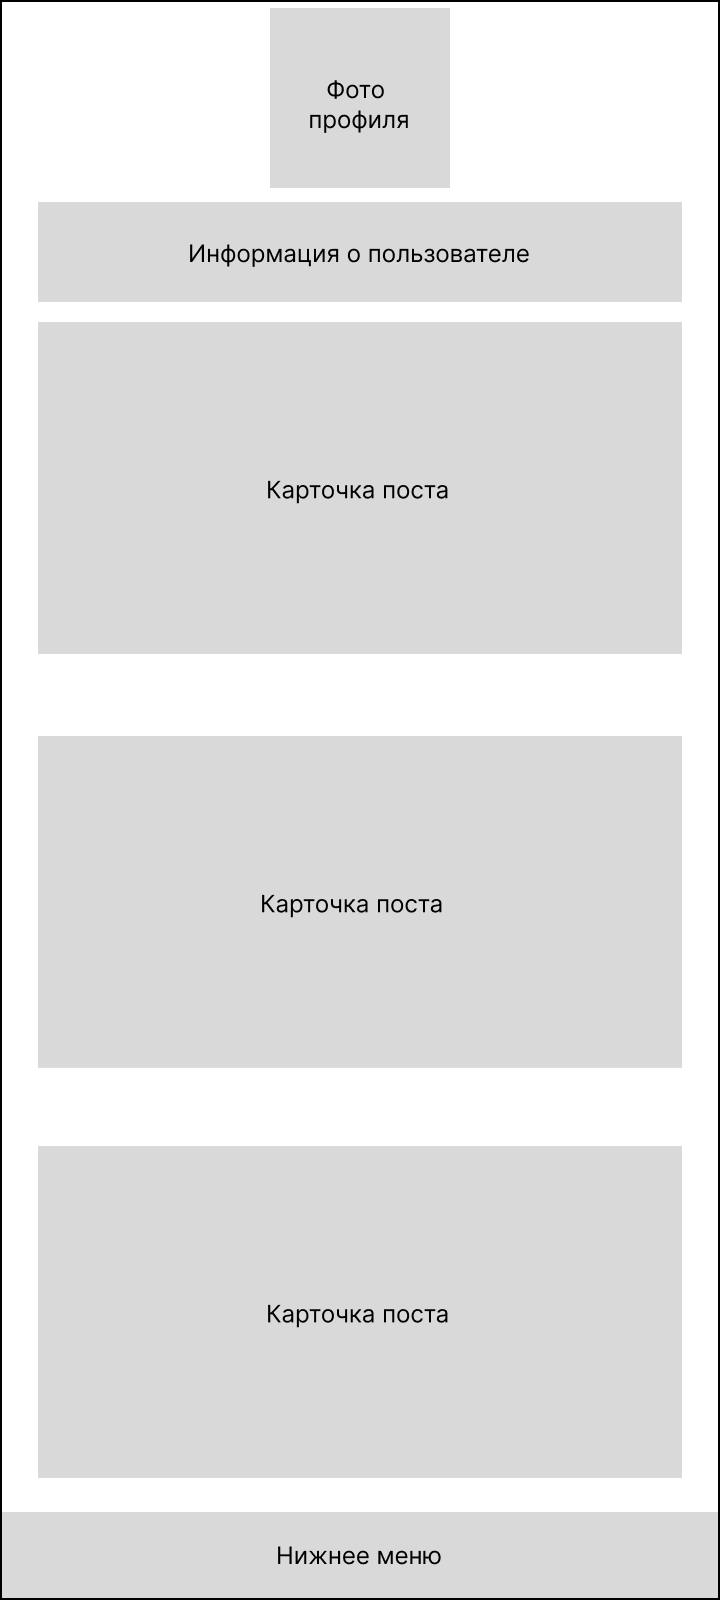 Фото
профиля
Информация о пользователе
Карточка поста
Карточка поста
Карточка поста
Нижнее меню